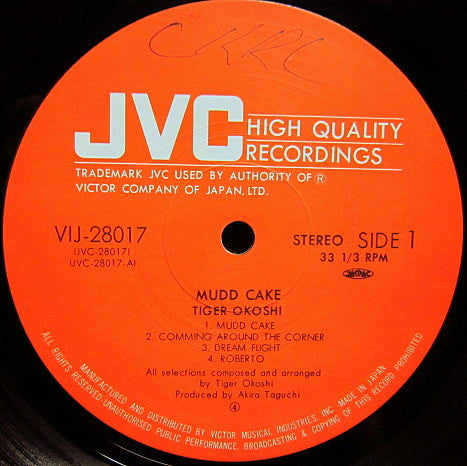 CKRC
JVC HIGH QUALITY
RECORDINGS
TRADEMARK JVC USED BY AUTHORITY OF Ⓡ
VICTOR COMPANY OF JAPAN, LTD.
VIJ-28017
(JVC-28017)
(JVC-28017-A)
STEREO SIDE 1
33 1/3 RPM
MUDD CAKE
TIGER OKOSHI
1. MUDD CAKE
2. COMMING AROUND THE CORNER
3. DREAM FLIGHT
4. ROBERTO
All selections composed and arranged
by Tiger Okoshi
Produced by Akira Taguchi
④
MANUFACTURED AND DISTRIBUTED BY VICTOR MUSICAL INDUSTRIES, INC. MADE IN JAPAN
ALL RIGHTS RESERVED UNAUTHORISED PUBLIC PERFORMANCE, BROADCASTING & COPYING OF THIS RECORD PROHIBITED